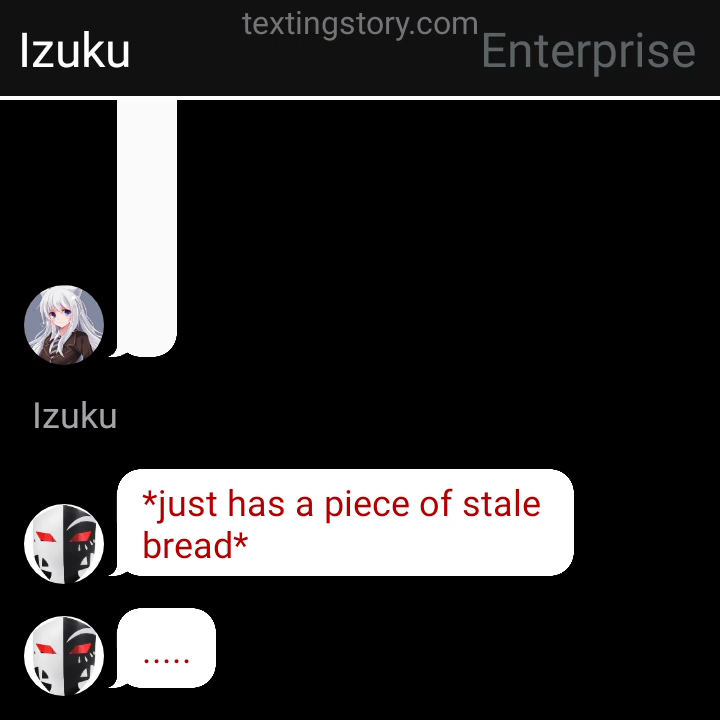 textingstory.com
Izuku
Enterprise
Izuku
*just has a piece of stale
bread*
.....